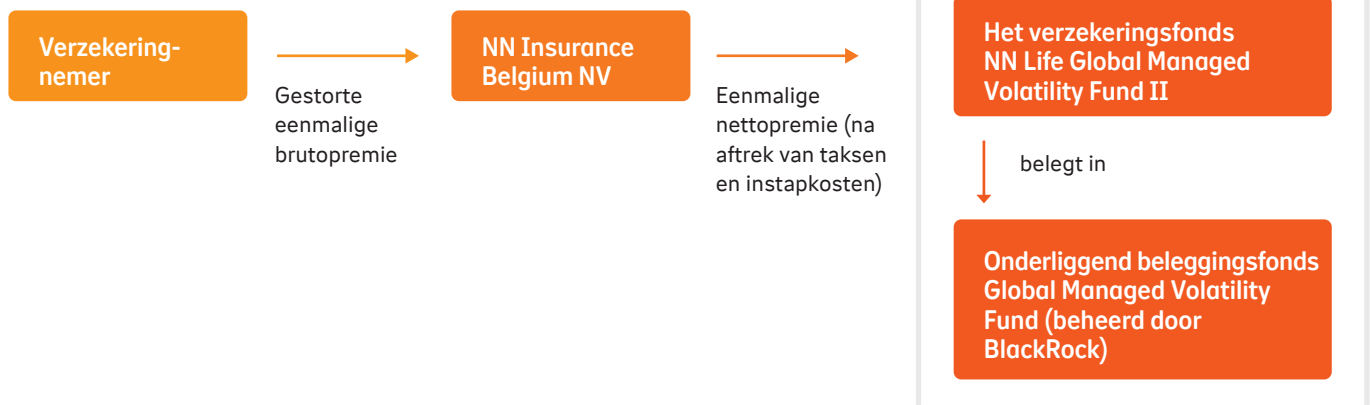 Verzekering-
nemer
Gestorte
eenmalige
brutopremie
NN Insurance
Belgium NV
Eenmalige
nettopremie (na
aftrek van taksen
en instapkosten)
Het verzekeringsfonds
NN Life Global Managed
Volatility Fund II
belegt in
Onderliggend beleggingsfonds
Global Managed Volatility
Fund (beheerd door
BlackRock)